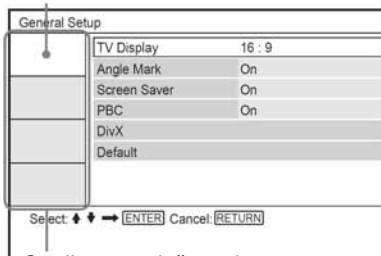 General Setup
TV Display 16 : 9
Angle Mark On
Screen Saver On
PBC On
DivX
Default
Select: ENTER Cancel: RETURN